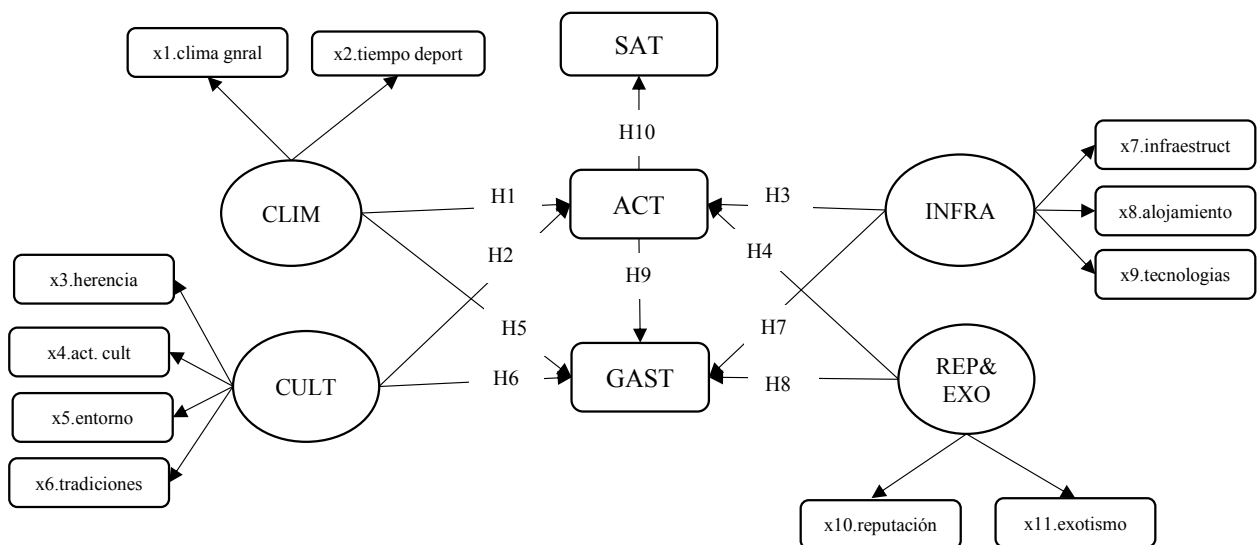 x1.clima gnral
x2.tiempo deport
SAT
H10
x7.infraestruct
CLIM
H1
ACT
H3
INFRA
x8.alojamiento
x9.tecnologias
H2
H4
H9
x3.herencia
x4.act. cult
x5.entorno
x6.tradiciones
CULT
H5
H6
GAST
H7
H8
REP&
EXO
x10.reputación
x11.exotismo